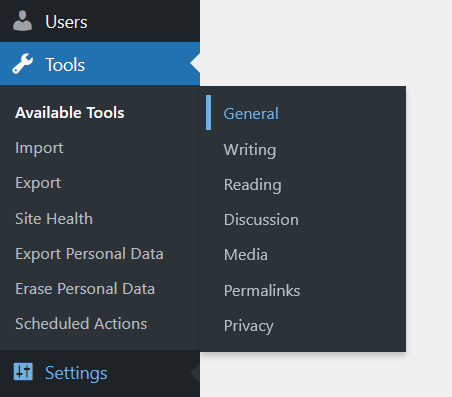 Users
Tools
Available Tools
Import
Export
Site Health
Export Personal Data
Erase Personal Data
Scheduled Actions
Settings
General
Writing
Reading
Discussion
Media
Permalinks
Privacy